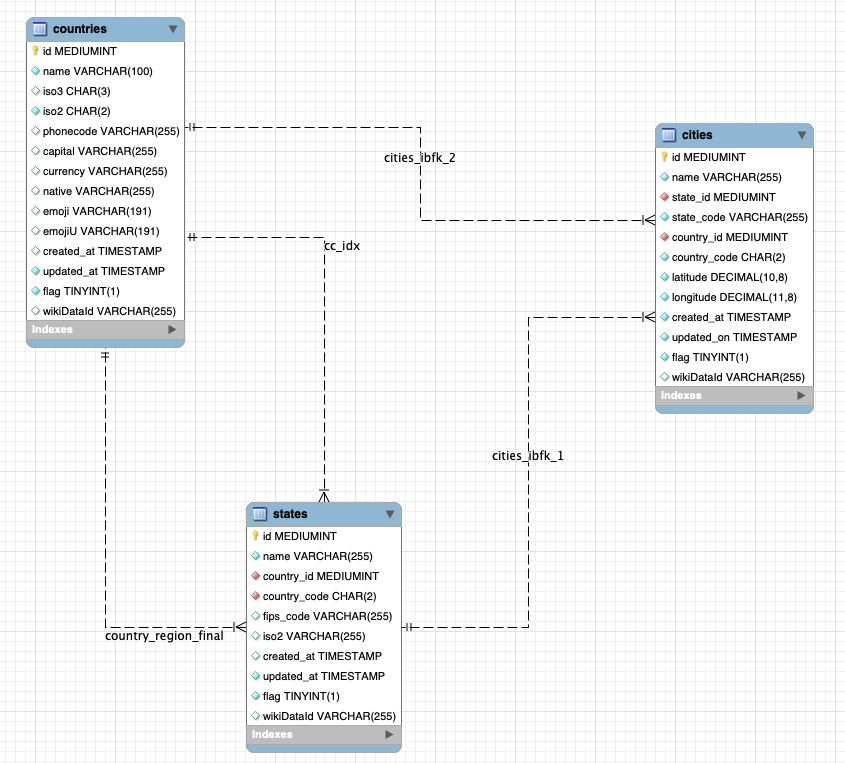 countries
id MEDIUMINT
name VARCHAR(100)
iso3 CHAR(3)
iso2 CHAR(2)
phonecode VARCHAR(255)
capital VARCHAR(255)
currency VARCHAR(255)
native VARCHAR(255)
emoji VARCHAR(191)
emojiU VARCHAR(191)
created_at TIMESTAMP
updated_at TIMESTAMP
flag TINYINT(1)
wikiDataId VARCHAR(255)
Indexes
cities_ibfk_2
cc_idx
cities
id MEDIUMINT
name VARCHAR(255)
state_id MEDIUMINT
state_code VARCHAR(255)
country_id MEDIUMINT
country_code CHAR(2)
latitude DECIMAL(10,8)
longitude DECIMAL(11,8)
created_at TIMESTAMP
updated_on TIMESTAMP
flag TINYINT(1)
wikiDataId VARCHAR(255)
Indexes
cities_ibfk_1
country_region_final
states
id MEDIUMINT
name VARCHAR(255)
country_id MEDIUMINT
country_code CHAR(2)
fips_code VARCHAR(255)
iso2 VARCHAR(255)
created_at TIMESTAMP
updated_at TIMESTAMP
flag TINYINT(1)
wikiDataId VARCHAR(255)
Indexes